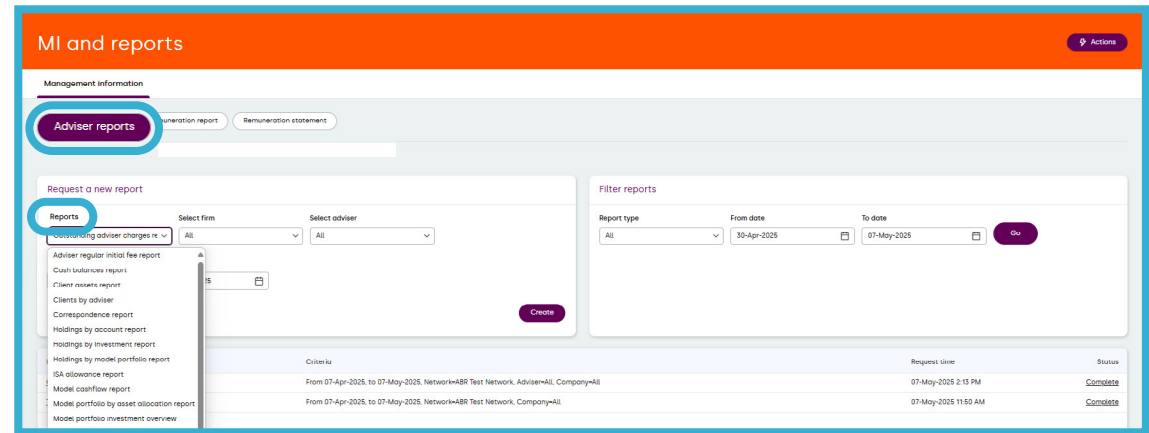 MI and reports
Actions
Management information
Adviser reports
report
Remuneration statement
Request a new report
Filter reports
Reports
Select firm
Select adviser
Report type
From date
To date
Outstanding adviser charges re
All
All
All
30-Apr-2025
07-May-2025
Go
Adviser regular initial fee report
Cash balances report
Client assets report
Clients by adviser
Correspondence report
Create
Holdings by account report
Holdings by investment report
Holdings by model portfolio report
Criteria
Request time
Status
ISA allowance report
From 07-Apr-2025, to 07-May-2025, Network=ABR Test Network, Adviser=All, Company=All
07-May-2025 2:13 PM
Complete
Model cashflow report
Model portfolio by asset allocation report
From 07-Apr-2025, to 07-May-2025, Network=ABR Test Network, Company=All
07-May-2025 11:50 AM
Complete
Model portfolio investment overview